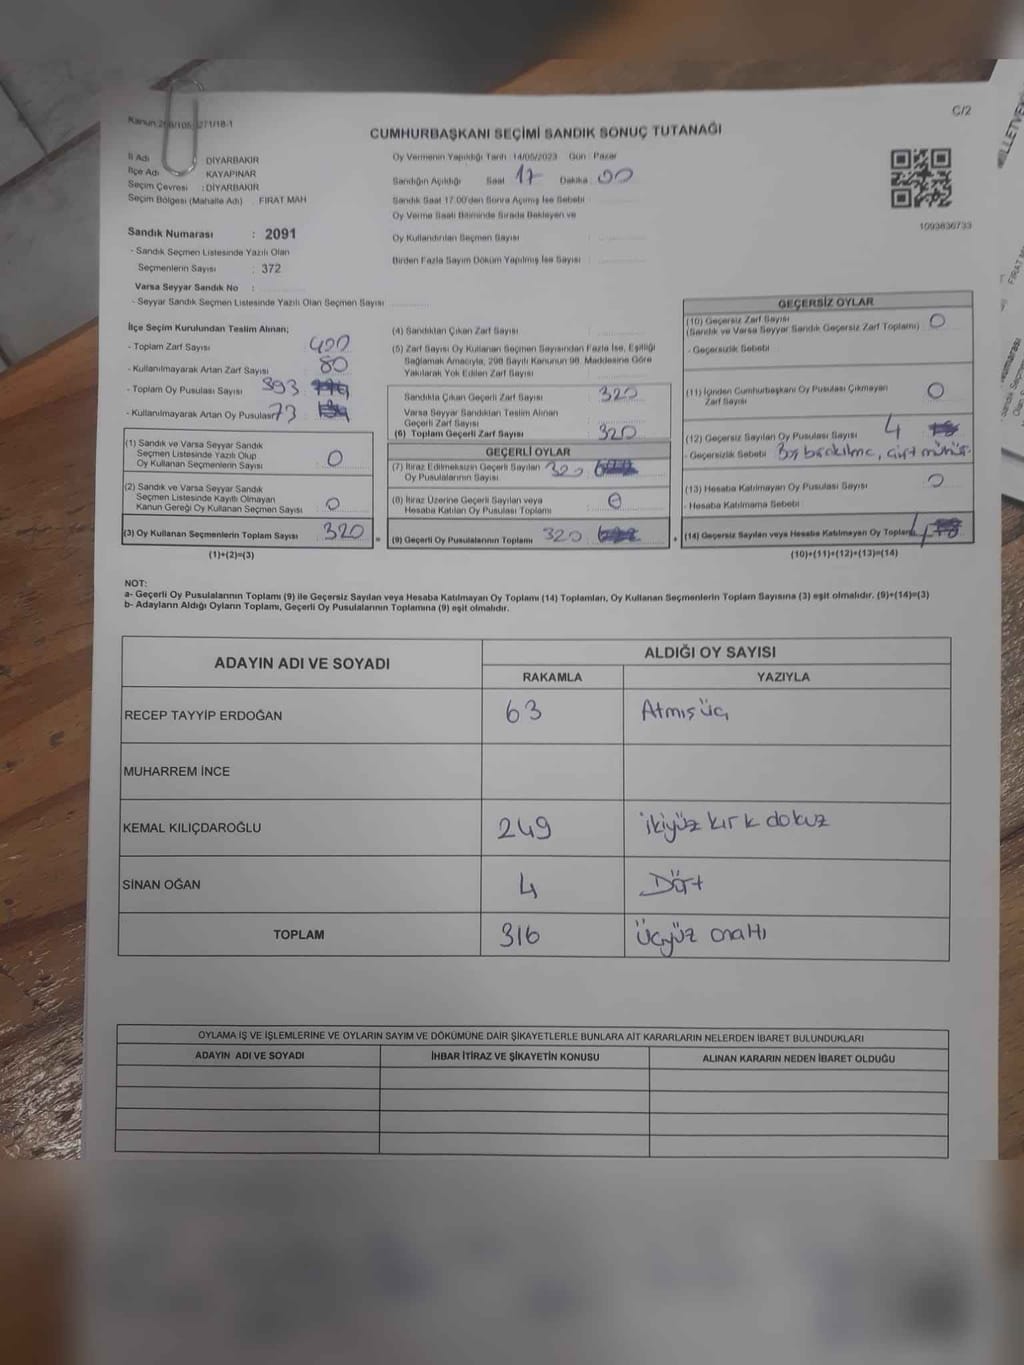 C/2
CUMHURBAŞKANI SEÇİMİ SANDIK SONUÇ TUTANAĞI
İl Adı : DİYARBAKIR
İlçe Adı KAYAPINAR
Seçim Çevresi : DİYARBAKIR
Seçim Bölgesi (Mahalle Adı) . FIRAT MAH
Sandık Numarası : 2091
- Sandık Seçmen Listesinde Yazılı Olan
Seçmenlerin Sayısı : 372
Varsa Seyyar Sandık No :
- Seyyar Sandık Seçmen Listesinde Yazılı Olan Seçmen Sayısı
Oy Vermenin Yapıldığı Tarih 14/05/2023 Gün : Pazar
Sandığın Açıldığı Saat 17 Dakika 00
Sandık Saat 17.00'den Sonra Açımış İse Sebebi
Oy Verme Saati Bitiminde Sırada Bekleyen ve
Oy Kullandırılan Seçmen Sayısı
Birden Fazla Sayım Döküm Yapılmış İse Sayısı
1093836733
İlçe Seçim Kurulundan Teslim Alınan;
- Toplam Zarf Sayısı 400
- Kullanılmayarak Artan Zarf Sayısı 80
- Toplam Oy Pusulası Sayısı 393
- Kullanılmayarak Artan Oy Pusulası 73
(1) Sandık ve Varsa Seyyar Sandık
Seçmen Listesinde Yazılı Olup
Oy Kullanan Seçmenlerin Sayısı 0
(2) Sandık ve Varsa Seyyar Sandık
Seçmen Listesinde Kayıtlı Olmayan
Kanun Gereği Oy Kullanan Seçmen Sayısı 0
(3) Oy Kullanan Seçmenlerin Toplam Sayısı 320
(1)+(2)=(3)
(4) Sandıktan Çıkan Zarf Sayısı
(5) Zarf Sayısı Oy Kullanan Seçmen Sayısından Fazla İse, Eşitliği
Sağlamak Amacıyla, 298 Sayılı Kanunun 98. Maddesine Göre
Yakılarak Yok Edilen Zarf Sayısı
Sandıkla Çıkan Geçerli Zarf Sayısı 320
Varsa Seyyar Sandıktan Teslim Alınan
Geçerli Zarf Sayısı
(6) Toplam Geçerli Zarf Sayısı 320
GEÇERLİ OYLAR
(7) İtiraz Edilmeksizin Geçerli Sayılan
Oy Pusulalarının Sayısı 320
(8) İtiraz Üzerine Geçerli Sayılan veya
Hesaba Katılan Oy Pusulası Toplamı 0
(9) Geçerli Oy Pusulalarının Toplamı 320
GEÇERSİZ OYLAR
(10) Geçersiz Zarf Sayısı
(Sandık ve Varsa Seyyar Sandık Geçersiz Zarf Toplamı) 0
- Geçersizlik Sebebi
(11) İçinden Cumhurbaşkanı Oy Pusulası Çıkmayan
Zarf Sayısı 0
(12) Geçersiz Sayılan Oy Pusulası Sayısı 4
- Geçersizlik Sebebi Boş bırakılma, çift mühür
(13) Hesaba Katılmayan Oy Pusulası Sayısı 0
- Hesaba Katılmama Sebebi
(14) Geçersiz Sayılan veya Hesaba Katılmayan Oy Toplamı 4
(10)+(11)+(12)+(13)=(14)
NOT:
a- Geçerli Oy Pusulalarının Toplamı (9) ile Geçersiz Sayılan veya Hesaba Katılmayan Oy Toplamı (14) Toplamları, Oy Kullanan Seçmenlerin Toplam Sayısına (3) eşit olmalıdır. (9)+(14)=(3)
b- Adayların Aldığı Oyların Toplamı, Geçerli Oy Pusulalarının Toplamına (9) eşit olmalıdır.
ADAYIN ADI VE SOYADI ALDIĞI OY SAYISI
RAKAMLA YAZIYLA
RECEP TAYYİP ERDOĞAN 63 Atmışüç
MUHARREM İNCE
KEMAL KILIÇDAROĞLU 249 ikiyüz kırk dokuz
SİNAN OĞAN 4 Dört
TOPLAM 316 Üçyüz onaltı
OYLAMA İŞ VE İŞLEMLERİNE VE OYLARIN SAYIM VE DÖKÜMÜNE DAİR ŞİKAYETLERLE BUNLARA AİT KARARLARIN NELERDEN İBARET BULUNDUKLARI
ADAYIN ADI VE SOYADI İHBAR İTİRAZ VE ŞİKAYETİN KONUSU ALINAN KARARIN NEDEN İBARET OLDUĞU